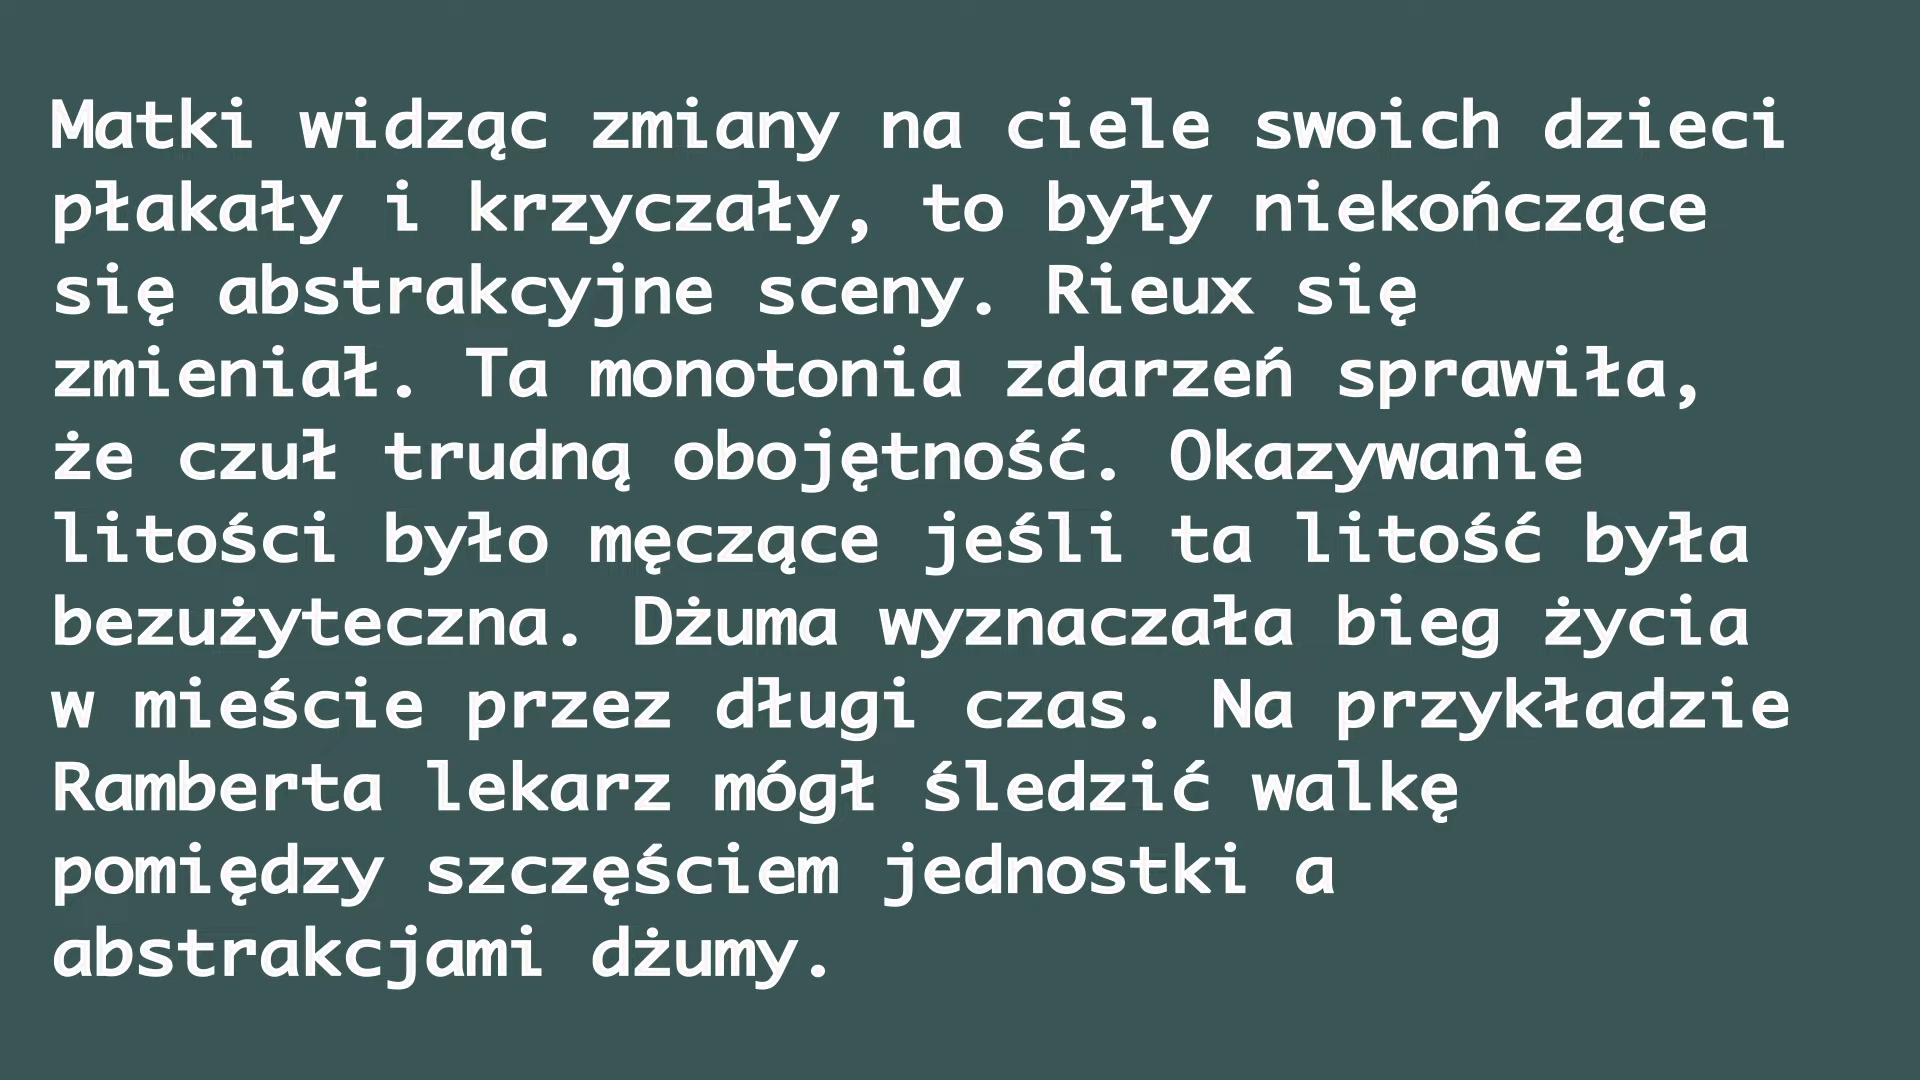 Matki widząc zmiany na ciele swoich dzieci
płakały i krzyczały, to były niekończące
się abstrakcyjne sceny. Rieux się
zmieniał. Ta monotonia zdarzeń sprawiła,
że czuł trudną obojętność. Okazywanie
litości było męczące jeśli ta litość była
bezużyteczna. Dżuma wyznaczała bieg życia
w mieście przez długi czas. Na przykładzie
Ramberta lekarz mógł śledzić walkę
pomiędzy szczęściem jednostki a
abstrakcjami dżumy.